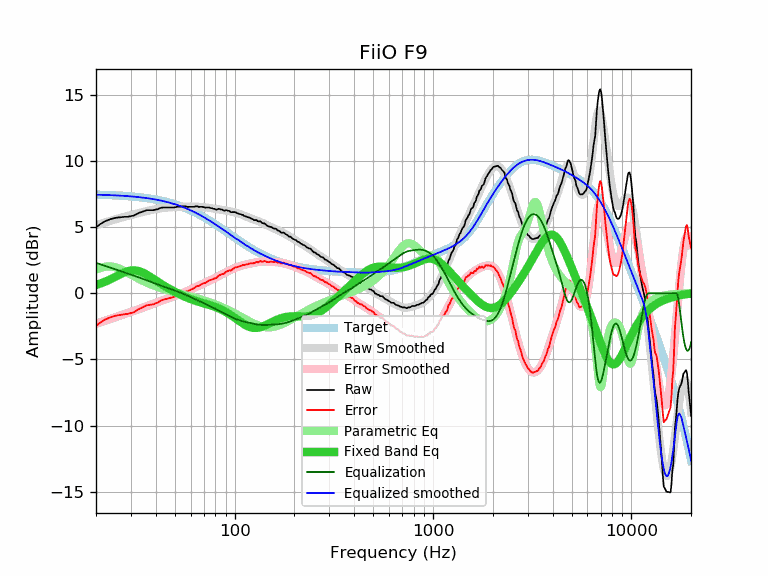 FiiO F9
Amplitude (dBr)
15
10
5
0
−5
−10
−15
Target
Raw Smoothed
Error Smoothed
Raw
Error
Parametric Eq
Fixed Band Eq
Equalization
Equalized smoothed
100
1000
10000
Frequency (Hz)